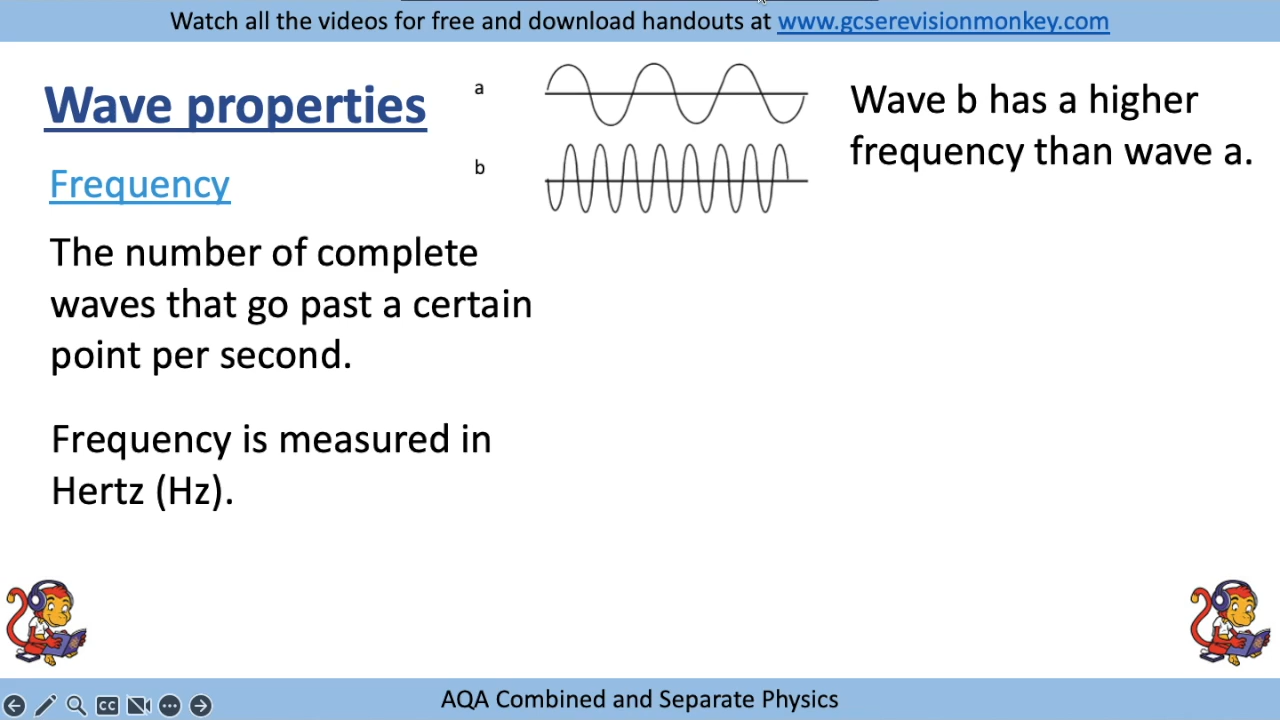 Watch all the videos for free and download handouts at www.gcserevisionmonkey.com
Wave properties
Frequency
The number of complete
waves that go past a certain
point per second.
Frequency is measured in
Hertz (Hz).
a
b
Wave b has a higher
frequency than wave a.
CC
AQA Combined and Separate Physics